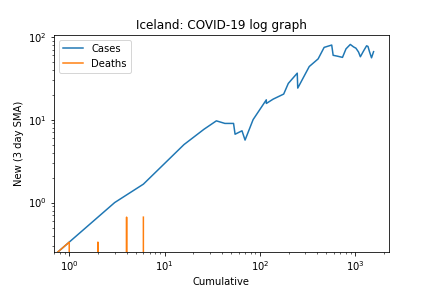 Iceland: COVID-19 log graph
Cases
Deaths
New (3 day SMA)
10²
10¹
10⁰
10⁰ 10¹ 10² 10³
Cumulative